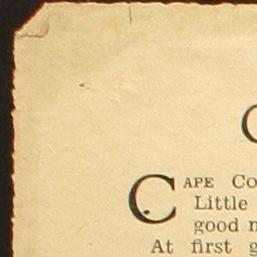 C
CAPE Co
Little
good n
At first g